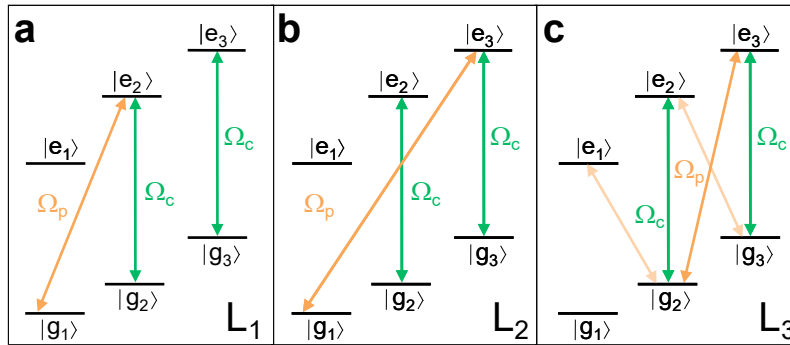 a
|e₃⟩
|e₂⟩
|e₁⟩
Ωc
Ωp
Ωc
|g₃⟩
|g₂⟩
|g₁⟩
L₁
b
|e₃⟩
|e₂⟩
|e₁⟩
Ωc
Ωp
Ωc
|g₃⟩
|g₂⟩
|g₁⟩
L₂
c
|e₃⟩
|e₂⟩
|e₁⟩
Ωc
Ωp
Ωc
|g₃⟩
|g₂⟩
|g₁⟩
L₃